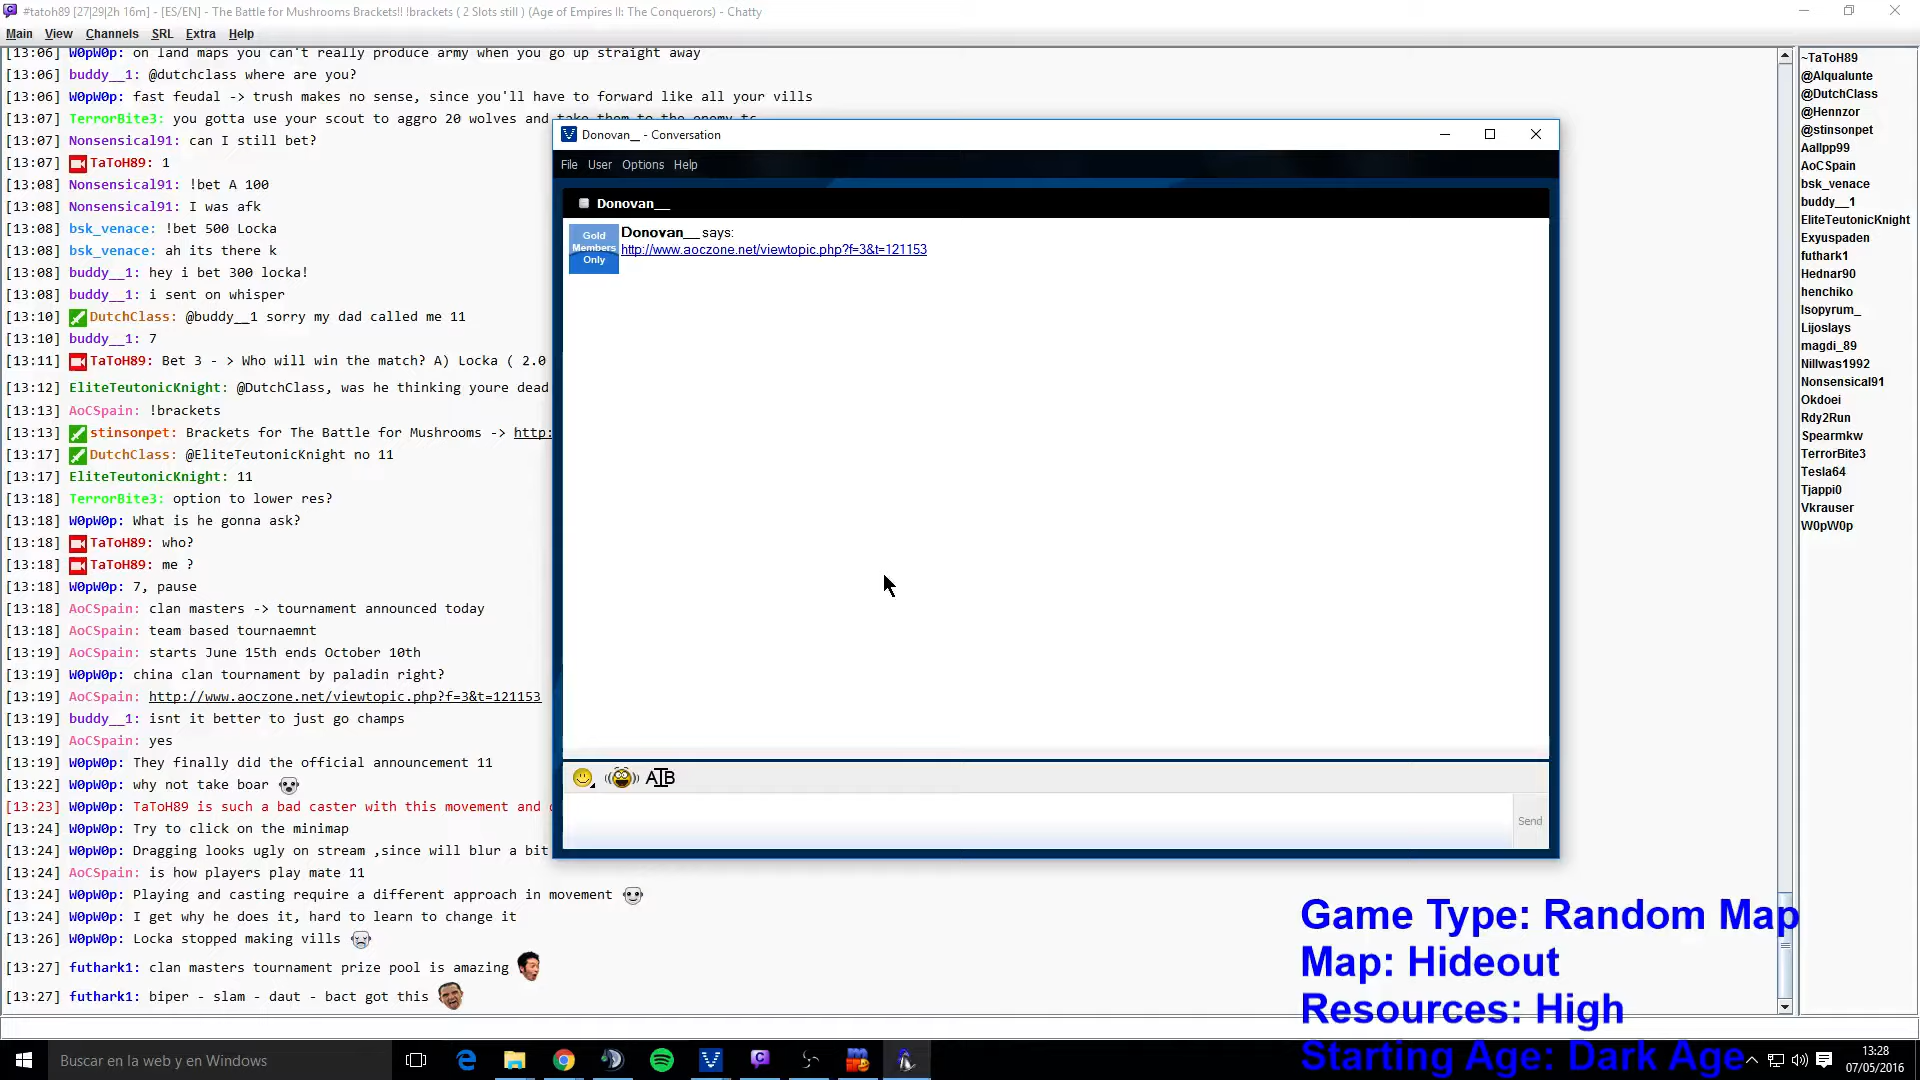 #tatoh89 [27|29|2h 16m] - [ES/EN] - The Battle for Mushrooms Brackets!! !brackets ( 2 Slots still ) (Age of Empires II: The Conquerors) - Chatty
Main View Channels SRL Extra Help
[13:06] W0pW0p: on land maps you can't really produce army when you go up straight away
[13:06] buddy__1: @dutchclass where are you?
[13:06] W0pW0p: fast feudal -> trush makes no sense, since you'll have to forward like all your vills
[13:07] TerrorBite3: you gotta use your scout to aggro 20 wolves and take them to the enemy tc
[13:07] Nonsensical91: can I still bet?
[13:07] TaToH89: 1
[13:08] Nonsensical91: !bet A 100
[13:08] Nonsensical91: I was afk
[13:08] bsk_venace: !bet 500 Locka
[13:08] bsk_venace: ah its there k
[13:08] buddy__1: hey i bet 300 locka!
[13:08] buddy__1: i sent on whisper
[13:10] DutchClass: @buddy__1 sorry my dad called me 11
[13:10] buddy__1: 7
[13:11] TaToH89: Bet 3 - > Who will win the match? A) Locka ( 2.0
[13:12] EliteTeutonicKnight: @DutchClass, was he thinking youre dead
[13:13] AoCSpain: !brackets
[13:13] stinsonpet: Brackets for The Battle for Mushrooms -> http:
[13:17] DutchClass: @EliteTeutonicKnight no 11
[13:17] EliteTeutonicKnight: 11
[13:18] TerrorBite3: option to lower res?
[13:18] W0pW0p: What is he gonna ask?
[13:18] TaToH89: who?
[13:18] TaToH89: me ?
[13:18] W0pW0p: 7, pause
[13:18] AoCSpain: clan masters -> tournament announced today
[13:18] AoCSpain: team based tournaemnt
[13:19] AoCSpain: starts June 15th ends October 10th
[13:19] W0pW0p: china clan tournament by paladin right?
[13:19] AoCSpain: http://www.aoczone.net/viewtopic.php?f=3&t=121153
[13:19] buddy__1: isnt it better to just go champs
[13:19] AoCSpain: yes
[13:19] W0pW0p: They finally did the official announcement 11
[13:22] W0pW0p: why not take boar
[13:23] W0pW0p: TaToH89 is such a bad caster with this movement and
[13:24] W0pW0p: Try to click on the minimap
[13:24] W0pW0p: Dragging looks ugly on stream ,since will blur a bit
[13:24] AoCSpain: is how players play mate 11
[13:24] W0pW0p: Playing and casting require a different approach in movement
[13:24] W0pW0p: I get why he does it, hard to learn to change it
[13:26] W0pW0p: Locka stopped making vills
[13:27] futhark1: clan masters tournament prize pool is amazing
[13:27] futhark1: biper - slam - daut - bact got this
Donovan__ - Conversation
File User Options Help
Donovan__
Gold
Members
Only
Donovan__ says:
http://www.aoczone.net/viewtopic.php?f=3&t=121153
Send
~TaToH89
@Alqualunte
@DutchClass
@Hennzor
@stinsonpet
Aallpp99
AoCSpain
bsk_venace
buddy__1
EliteTeutonicKnight
Exyuspaden
futhark1
Hednar90
henchiko
Isopyrum_
Lijoslays
magdi_89
Nillwas1992
Nonsensical91
Okdoei
Rdy2Run
Spearmkw
TerrorBite3
Tesla64
Tjappi0
Vkrauser
W0pW0p
Game Type: Random Map
Map: Hideout
Resources: High
Starting Age: Dark Age
Buscar en la web y en Windows
13:28
07/05/2016